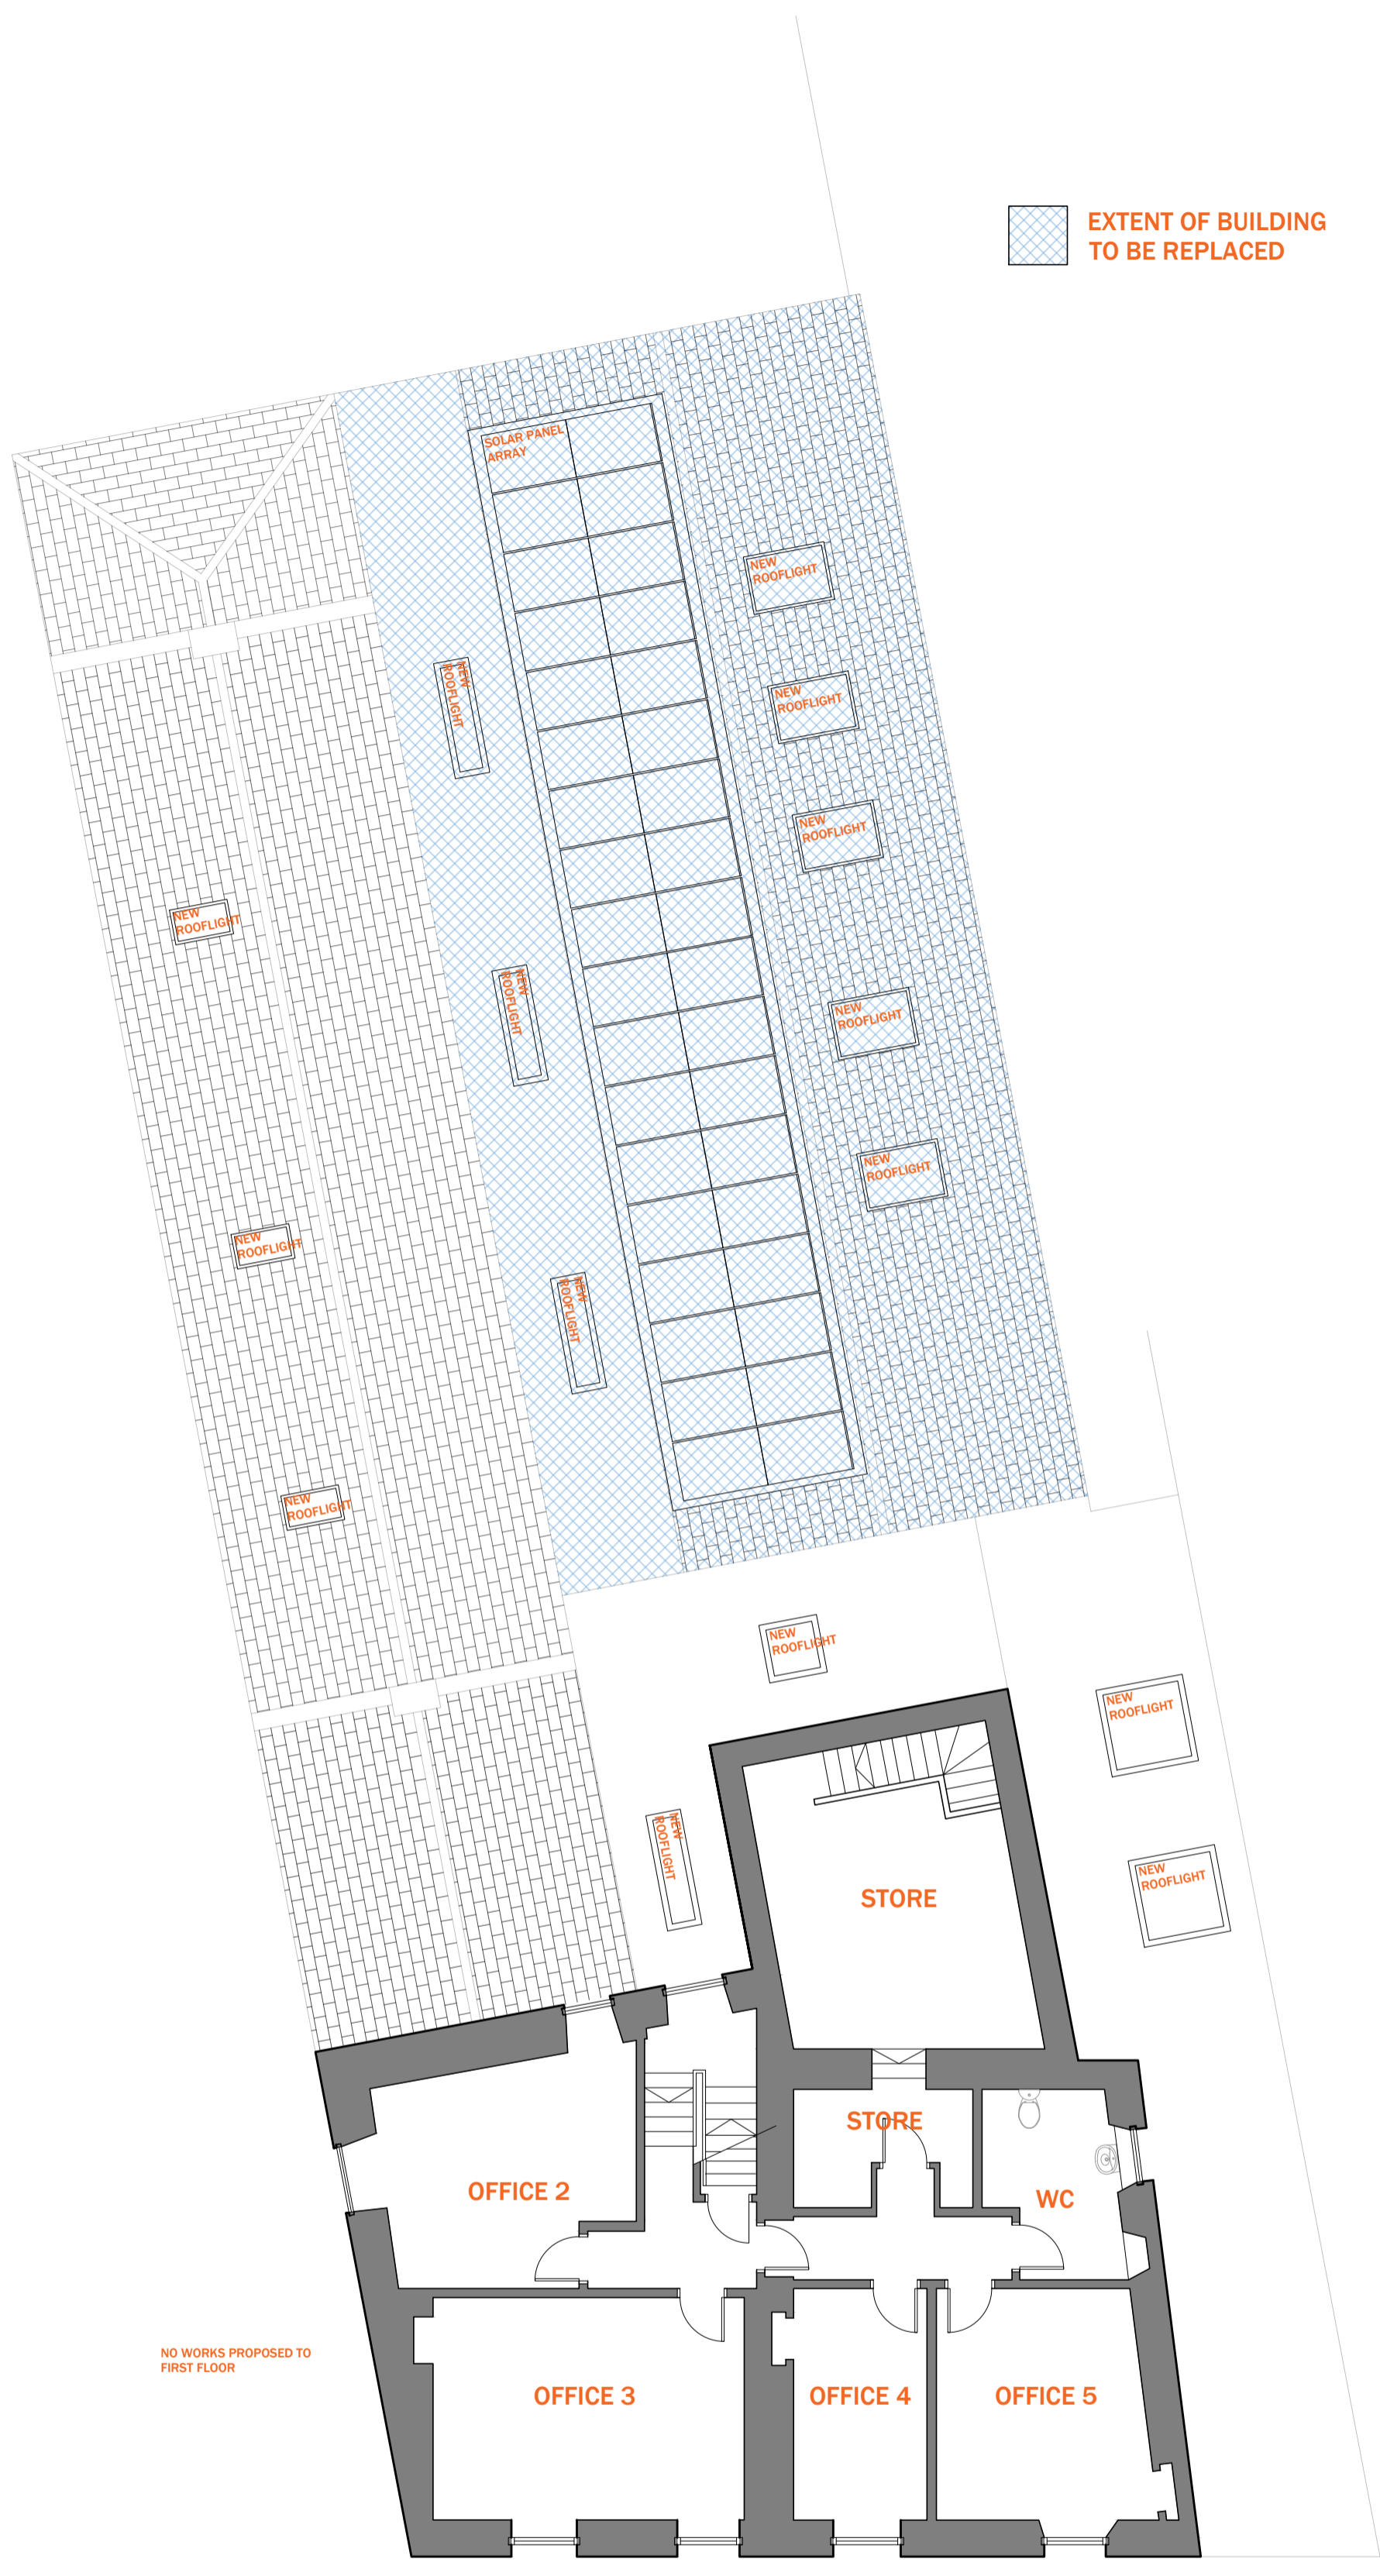 EXTENT OF BUILDING
TO BE REPLACED
SOLAR PANEL
ARRAY
NEW
ROOFLIGHT
NEW
ROOFLIGHT
NEW
ROOFLIGHT
NEW
ROOFLIGHT
NEW
ROOFLIGHT
NEW
ROOFLIGHT
NEW
ROOFLIGHT
NEW
ROOFLIGHT
NEW
ROOFLIGHT
NEW
ROOFLIGHT
NEW
ROOFLIGHT
NEW
ROOFLIGHT
NEW
ROOFLIGHT
NEW
ROOFLIGHT
NEW
ROOFLIGHT
STORE
STORE
OFFICE 2
WC
NO WORKS PROPOSED TO
FIRST FLOOR
OFFICE 3
OFFICE 4
OFFICE 5